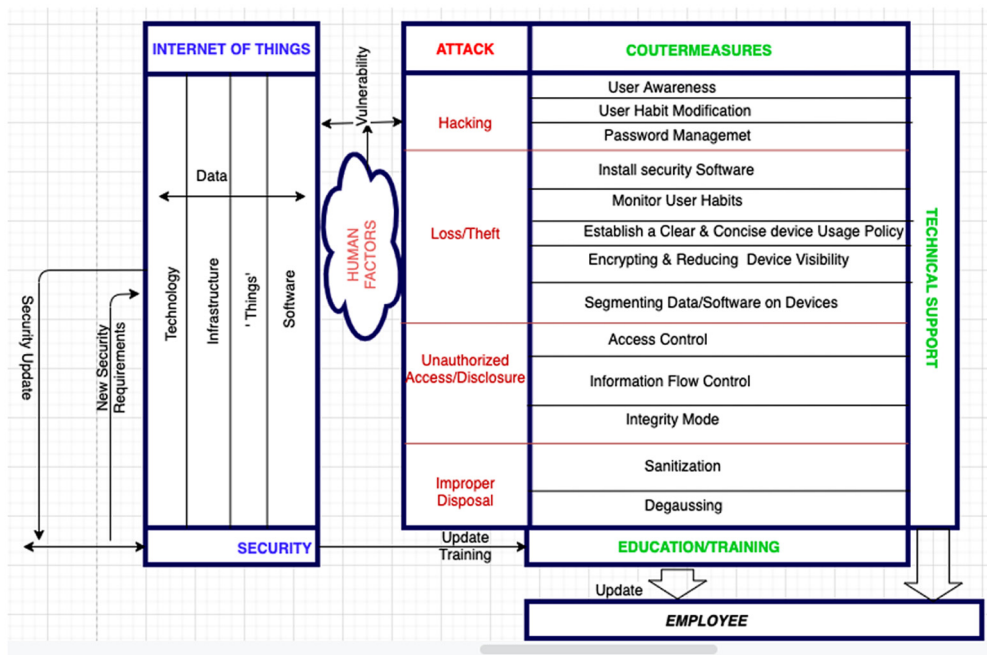 INTERNET OF THINGS
ATTACK
COUTERMEASURES
Vulnerability
Hacking
User Awareness
User Habit Modification
Password Managemet
Data
Technology
Infrastructure
' Things'
Software
HUMAN
FACTORS
Loss/Theft
Install security Software
Monitor User Habits
Establish a Clear & Concise device Usage Policy
Encrypting & Reducing Device Visibility
Segmenting Data/Software on Devices
TECHNICAL SUPPORT
Security Update
New Security
Requirements
Unauthorized
Access/Disclosure
Access Control
Information Flow Control
Integrity Mode
Improper
Disposal
Sanitization
Degaussing
SECURITY
Update
Training
EDUCATION/TRAINING
Update
EMPLOYEE